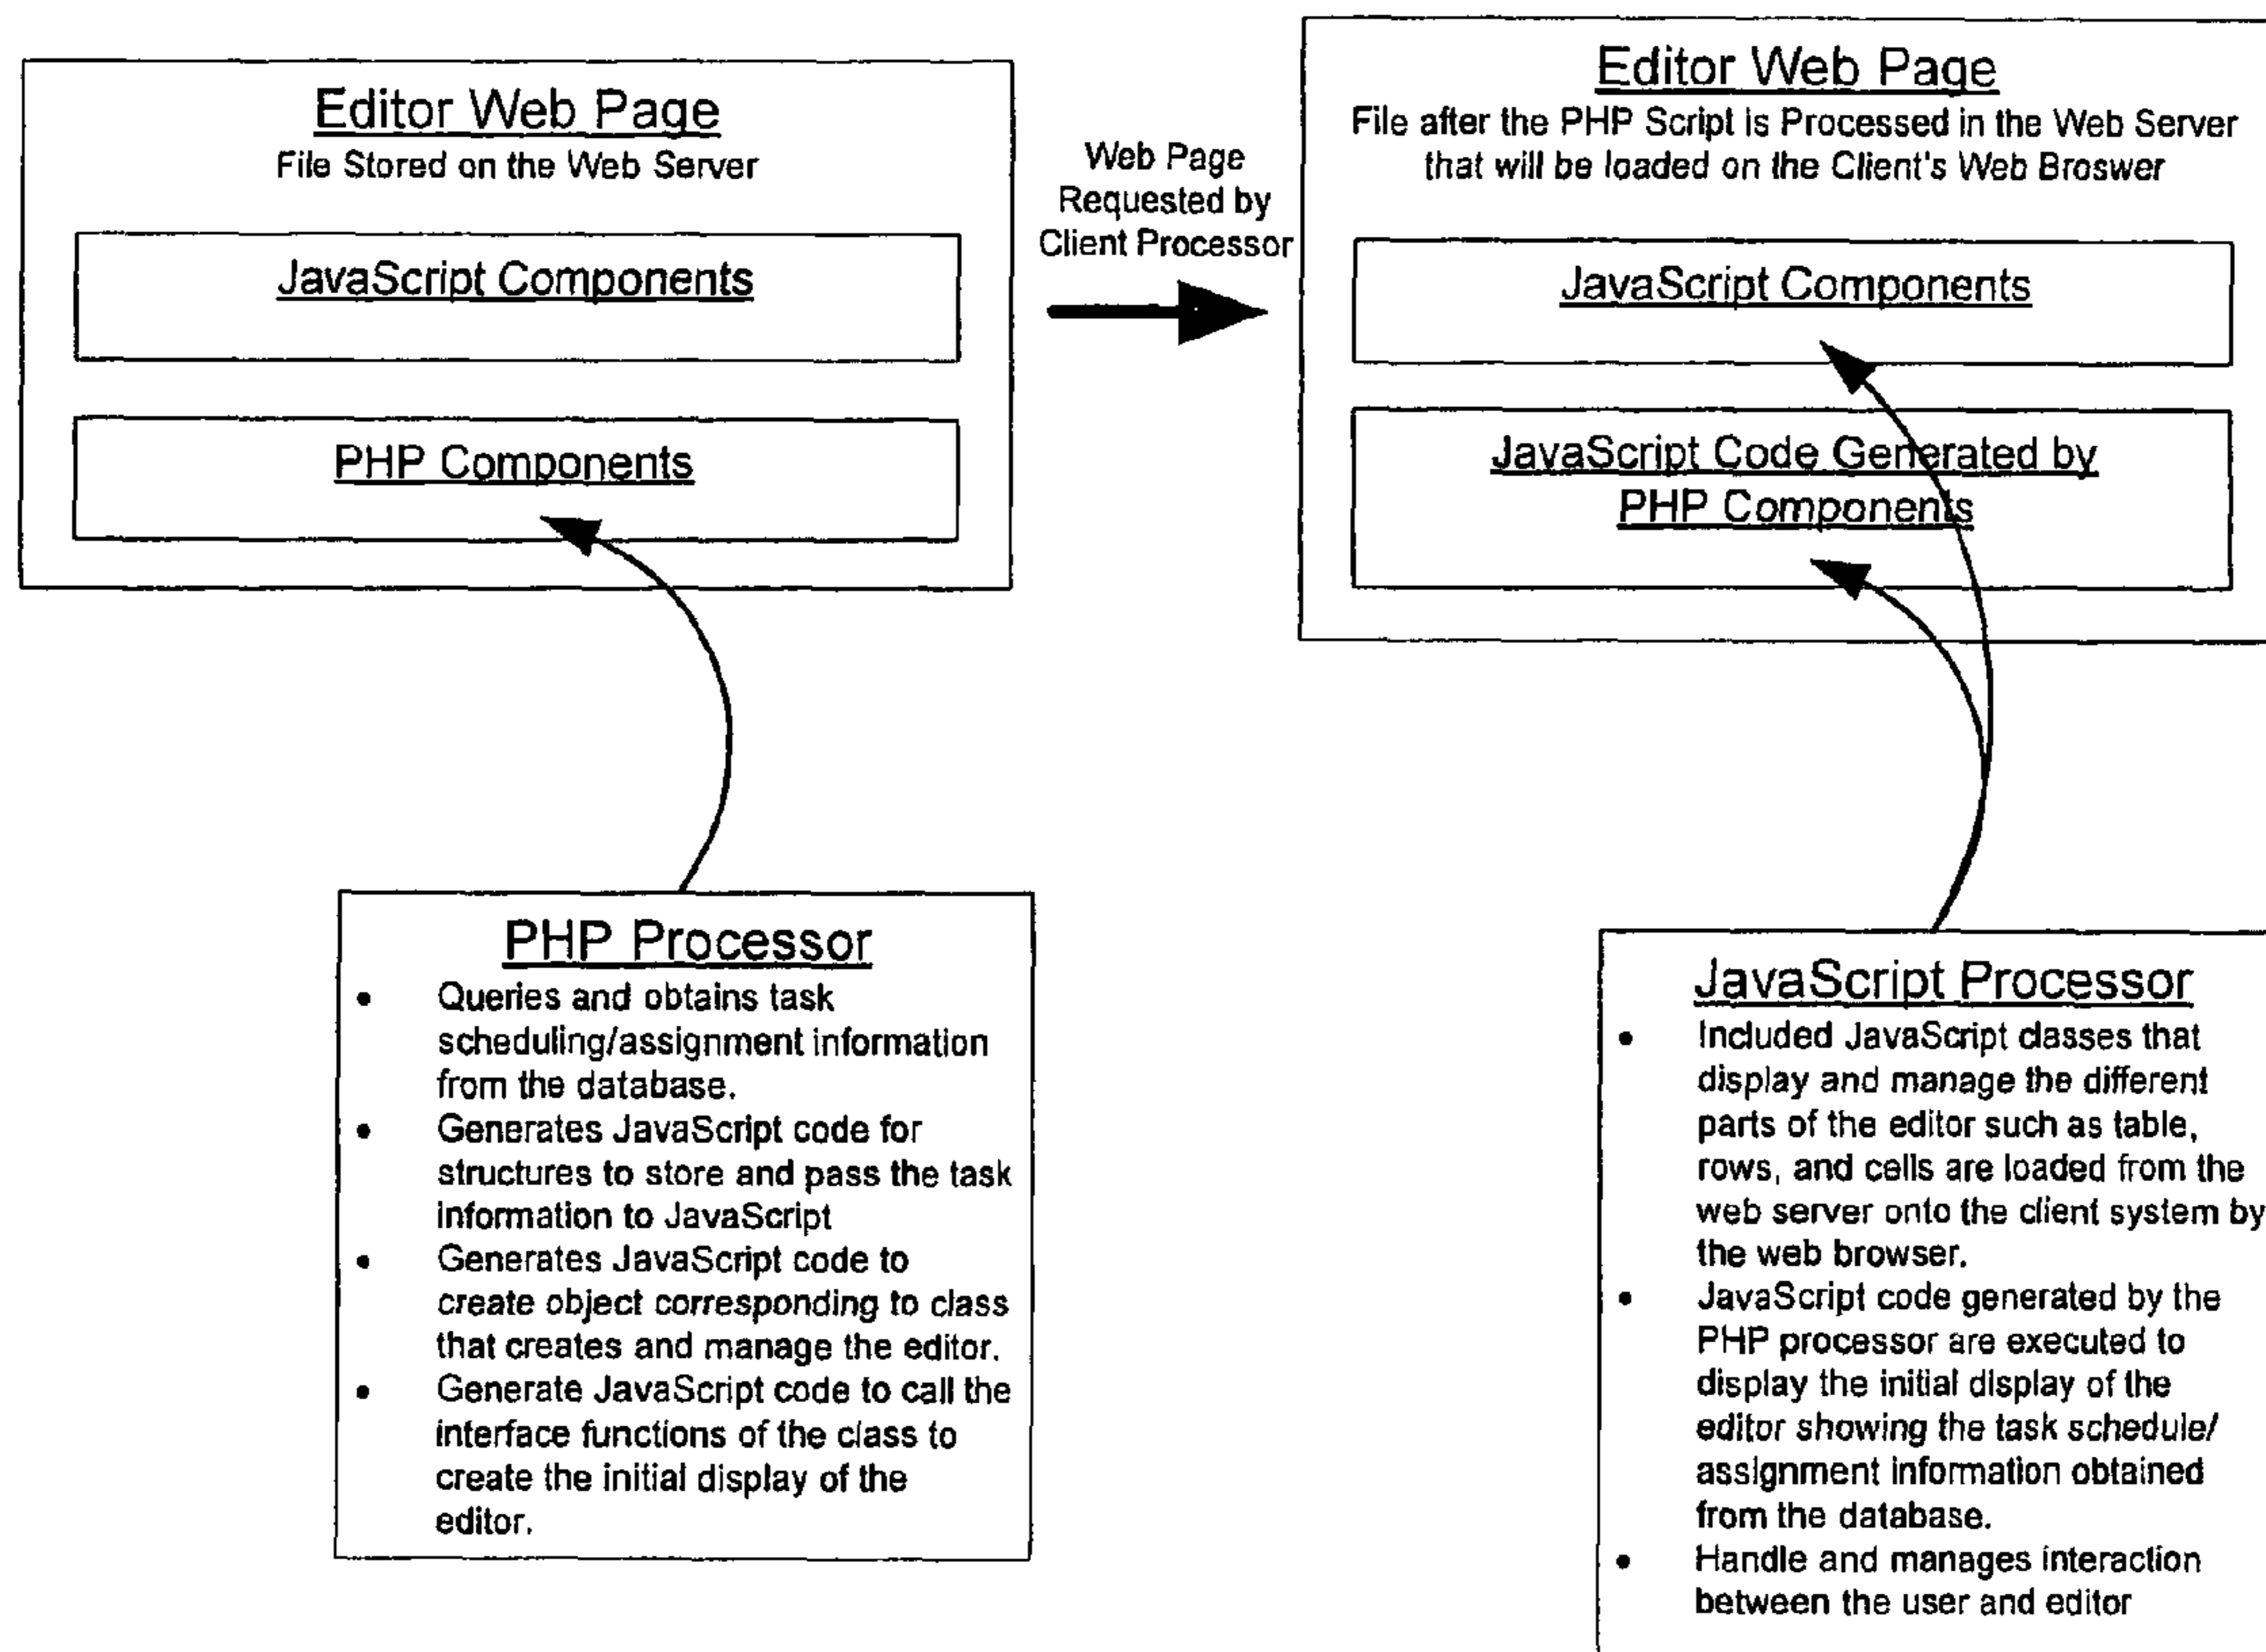 Editor Web Page
File Stored on the Web Server
JavaScript Components
PHP Components
Web Page
Requested by
Client Processor
Editor Web Page
File after the PHP Script is Processed in the Web Server
that will be loaded on the Client's Web Broswer
JavaScript Components
JavaScript Code Generated by
PHP Components
PHP Processor
• Queries and obtains task
scheduling/assignment information
from the database.
• Generates JavaScript code for
structures to store and pass the task
information to JavaScript
• Generates JavaScript code to
create object corresponding to class
that creates and manage the editor.
• Generate JavaScript code to call the
interface functions of the class to
create the initial display of the
editor.
JavaScript Processor
• Included JavaScript classes that
display and manage the different
parts of the editor such as table,
rows, and cells are loaded from the
web server onto the client system by
the web browser.
• JavaScript code generated by the
PHP processor are executed to
display the initial display of the
editor showing the task schedule/
assignment information obtained
from the database.
• Handle and manages interaction
between the user and editor